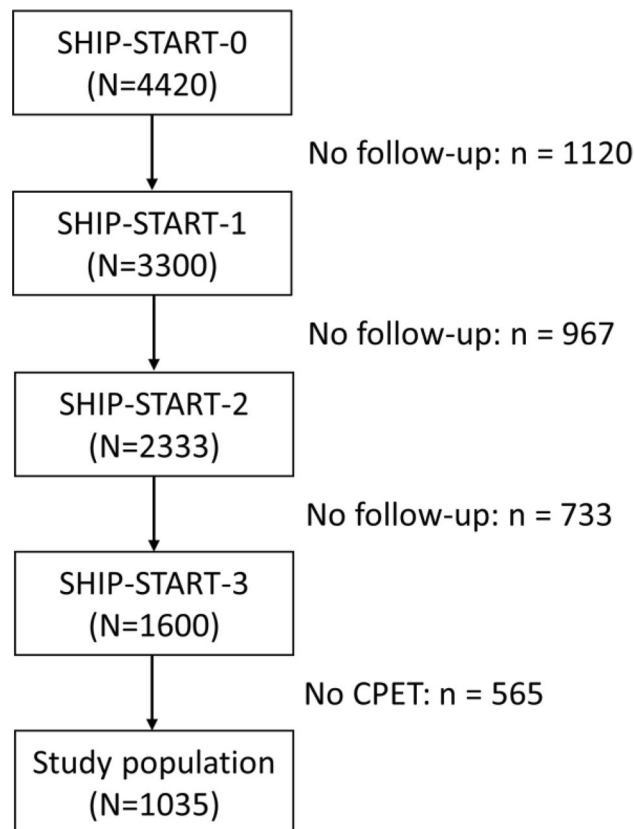 SHIP-START-0
(N=4420)
No follow-up: n = 1120
SHIP-START-1
(N=3300)
No follow-up: n = 967
SHIP-START-2
(N=2333)
No follow-up: n = 733
SHIP-START-3
(N=1600)
No CPET: n = 565
Study population
(N=1035)